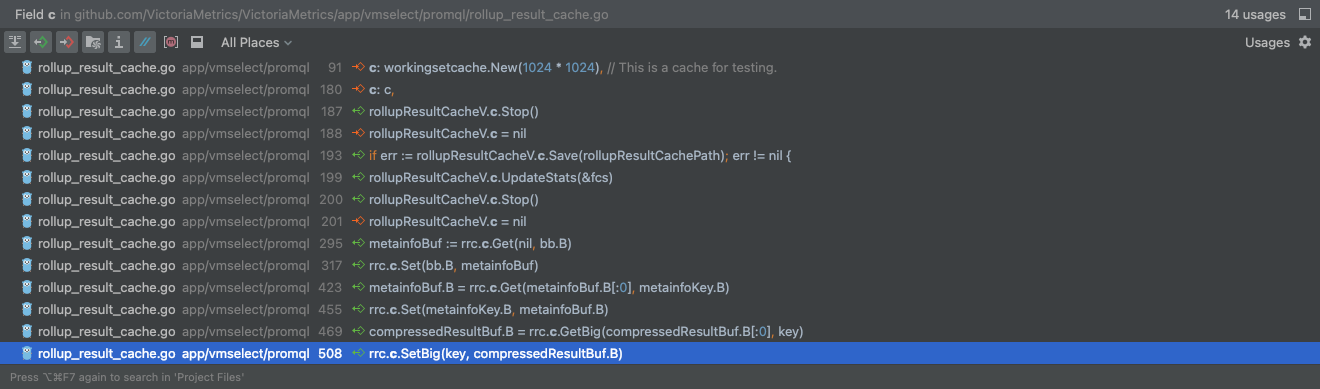 Field c in github.com/VictoriaMetrics/VictoriaMetrics/app/vmselect/promql/rollup_result_cache.go 14 usages
All Places Usages
rollup_result_cache.go app/vmselect/promql 91 c: workingsetcache.New(1024 * 1024), // This is a cache for testing.
rollup_result_cache.go app/vmselect/promql 180 c: c,
rollup_result_cache.go app/vmselect/promql 187 rollupResultCacheV.c.Stop()
rollup_result_cache.go app/vmselect/promql 188 rollupResultCacheV.c = nil
rollup_result_cache.go app/vmselect/promql 193 if err := rollupResultCacheV.c.Save(rollupResultCachePath); err != nil {
rollup_result_cache.go app/vmselect/promql 199 rollupResultCacheV.c.UpdateStats(&fcs)
rollup_result_cache.go app/vmselect/promql 200 rollupResultCacheV.c.Stop()
rollup_result_cache.go app/vmselect/promql 201 rollupResultCacheV.c = nil
rollup_result_cache.go app/vmselect/promql 295 metainfoBuf := rrc.c.Get(nil, bb.B)
rollup_result_cache.go app/vmselect/promql 317 rrc.c.Set(bb.B, metainfoBuf)
rollup_result_cache.go app/vmselect/promql 423 metainfoBuf.B = rrc.c.Get(metainfoBuf.B[:0], metainfoKey.B)
rollup_result_cache.go app/vmselect/promql 455 rrc.c.Set(metainfoKey.B, metainfoBuf.B)
rollup_result_cache.go app/vmselect/promql 469 compressedResultBuf.B = rrc.c.GetBig(compressedResultBuf.B[:0], key)
rollup_result_cache.go app/vmselect/promql 508 rrc.c.SetBig(key, compressedResultBuf.B)
Press ⌥⌘F7 again to search in 'Project Files'